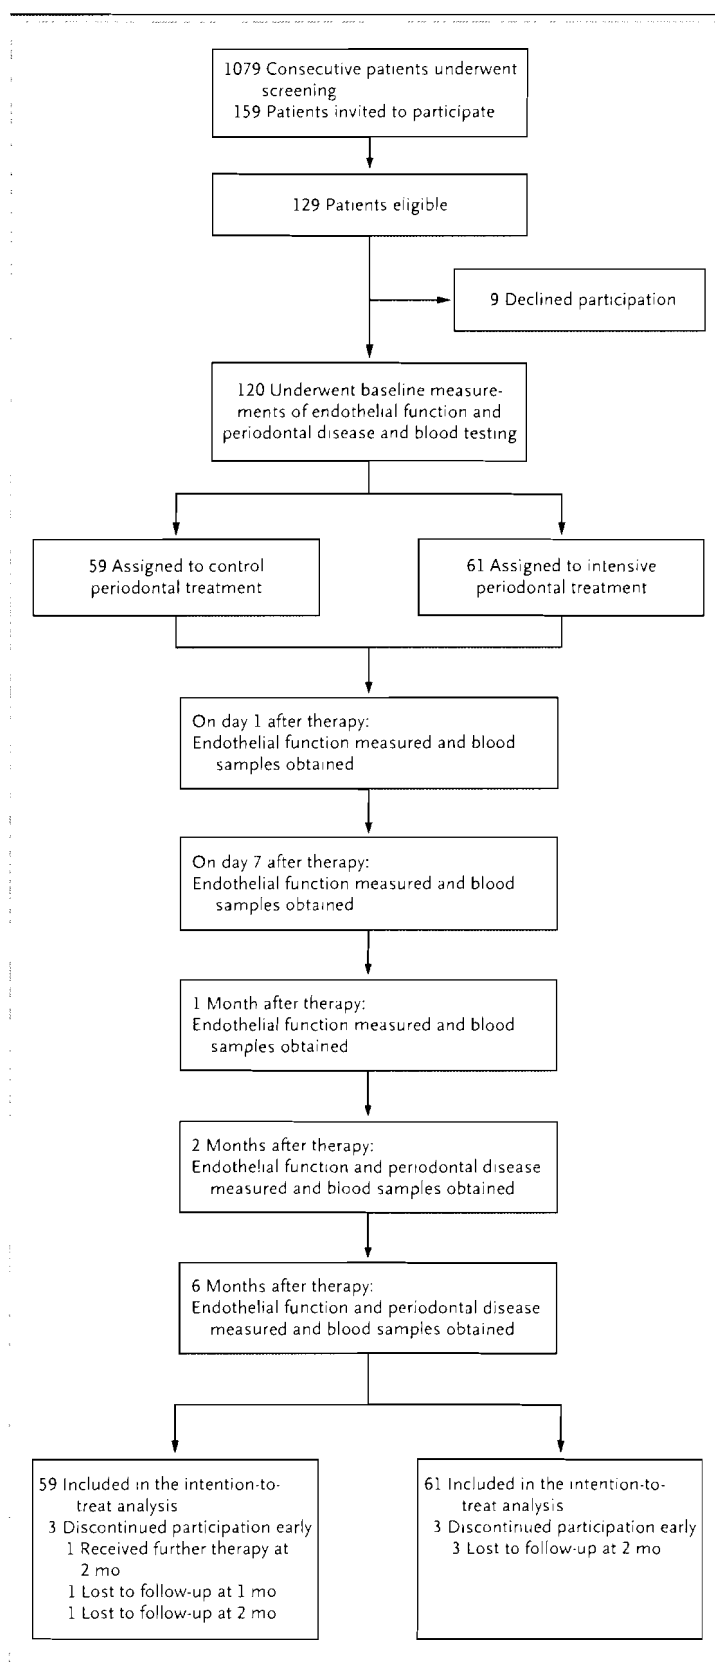 1079 Consecutive patients underwent
screening
159 Patients invited to participate
129 Patients eligible
9 Declined participation
120 Underwent baseline measure-
ments of endothelial function and
periodontal disease and blood testing
59 Assigned to control
periodontal treatment
61 Assigned to intensive
periodontal treatment
On day 1 after therapy:
Endothelial function measured and blood
samples obtained
On day 7 after therapy:
Endothelial function measured and blood
samples obtained
1 Month after therapy:
Endothelial function measured and blood
samples obtained
2 Months after therapy:
Endothelial function and periodontal disease
measured and blood samples obtained
6 Months after therapy:
Endothelial function and periodontal disease
measured and blood samples obtained
59 Included in the intention-to-
treat analysis
3 Discontinued participation early
1 Received further therapy at
2 mo
1 Lost to follow-up at 1 mo
1 Lost to follow-up at 2 mo
61 Included in the intention-to-
treat analysis
3 Discontinued participation early
3 Lost to follow-up at 2 mo